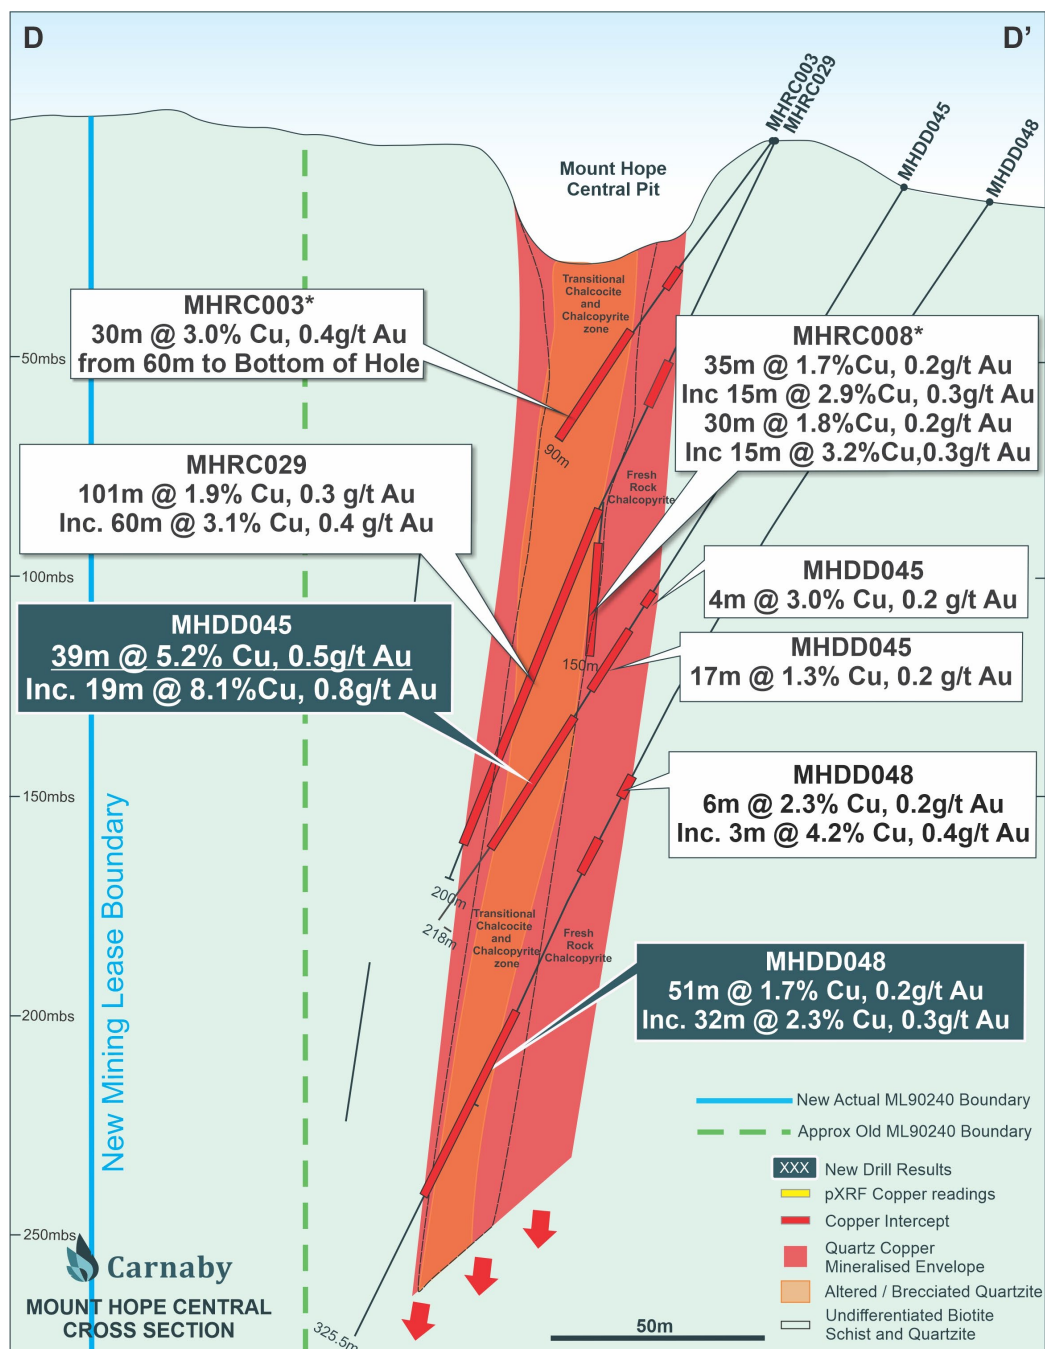 D
D'
MHRC003
MHRC029
MHDD045
MHDD048
Mount Hope
Central Pit
Transitional
Chalcocite
and
Chalcopyrite
zone
MHRC003*
30m @ 3.0% Cu, 0.4g/t Au
from 60m to Bottom of Hole
50mbs
MHRC008*
35m @ 1.7%Cu, 0.2g/t Au
Inc 15m @ 2.9%Cu, 0.3g/t Au
30m @ 1.8%Cu, 0.2g/t Au
Inc 15m @ 3.2%Cu,0.3g/t Au
90m
MHRC029
101m @ 1.9% Cu, 0.3 g/t Au
Inc. 60m @ 3.1% Cu, 0.4 g/t Au
Fresh
Rock
Chalcopyrite
100mbs
MHDD045
4m @ 3.0% Cu, 0.2 g/t Au
MHDD045
39m @ 5.2% Cu, 0.5g/t Au
Inc. 19m @ 8.1%Cu, 0.8g/t Au
150m
MHDD045
17m @ 1.3% Cu, 0.2 g/t Au
150mbs
MHDD048
6m @ 2.3% Cu, 0.2g/t Au
Inc. 3m @ 4.2% Cu, 0.4g/t Au
New Mining Lease Boundary
200m
218m
Transitional
Chalcocite
and
Chalcopyrite
zone
Fresh
Rock
Chalcopyrite
MHDD048
51m @ 1.7% Cu, 0.2g/t Au
Inc. 32m @ 2.3% Cu, 0.3g/t Au
200mbs
New Actual ML90240 Boundary
Approx Old ML90240 Boundary
XXX New Drill Results
pXRF Copper readings
Copper Intercept
Quartz Copper
Mineralised Envelope
Altered / Brecciated Quartzite
Undifferentiated Biotite
Schist and Quartzite
250mbs
Carnaby
MOUNT HOPE CENTRAL
CROSS SECTION
325.5m
50m